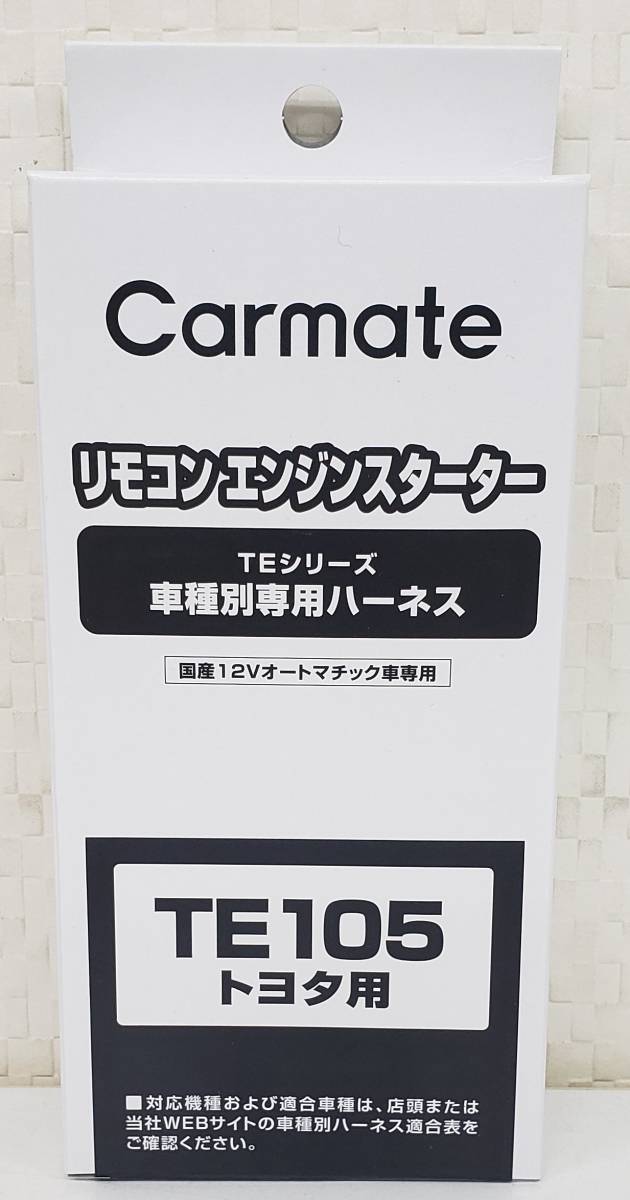 Carmate
リモコンエンジンスターター
TEシリーズ
車種別専用ハーネス
国産12Vオートマチック車専用
TE105
トヨタ用
■対応機種および適合車種は、店頭または
当社WEBサイトの車種別ハーネス適合表を
ご確認ください。